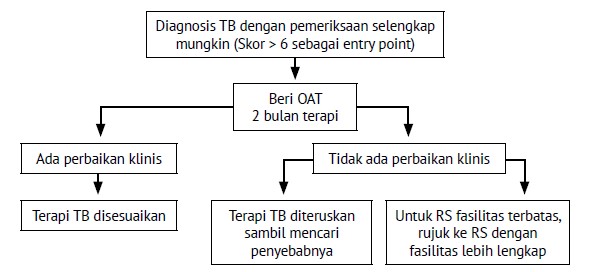 Diagnosis TB dengan pemeriksaan selengkap
mungkin (Skor > 6 sebagai entry point)
Beri OAT
2 bulan terapi
Ada perbaikan klinis
Tidak ada perbaikan klinis
Terapi TB disesuaikan
Terapi TB diteruskan
sambil mencari
penyebabnya
Untuk RS fasilitas terbatas,
rujuk ke RS dengan
fasilitas lebih lengkap